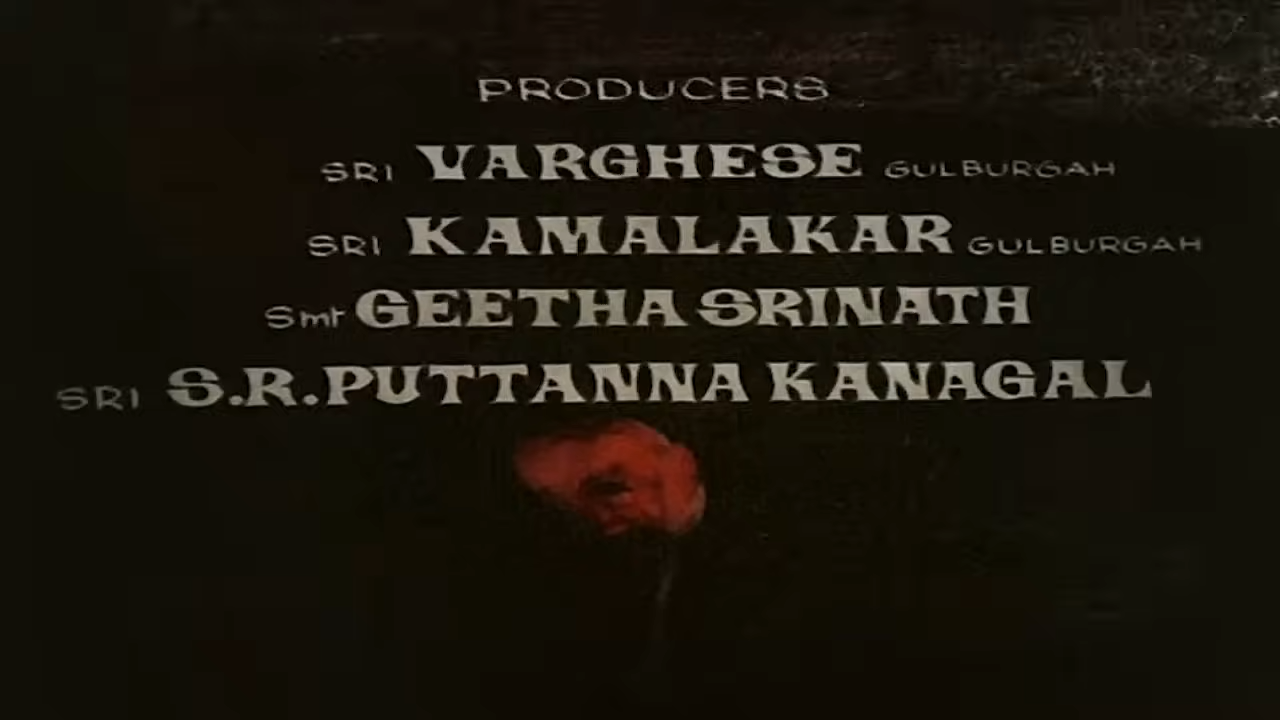 PRODUCERS
SRI VARGHESE GULBURGAH
SRI KAMALAKAR GULBURGAH
Smt GEETHA SRINATH
SRI S.R.PUTTANNA KANAGAL